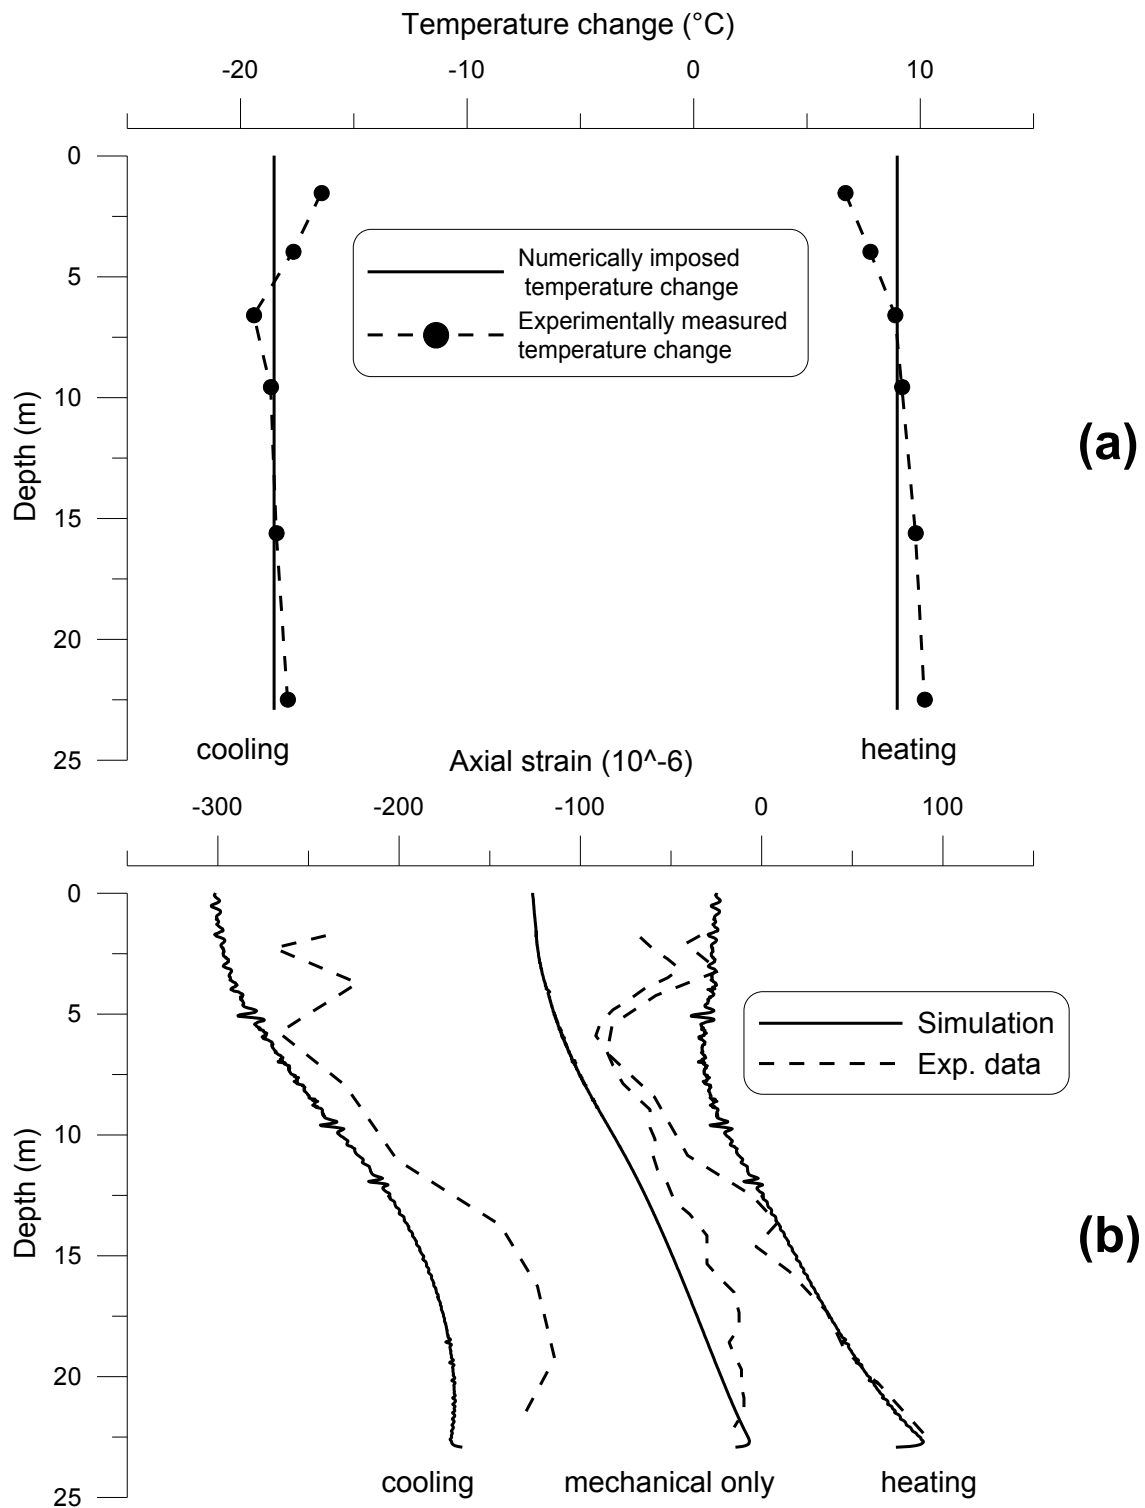 Temperature change (°C)
-20 -10 0 10
0
5
10
15
20
25
Depth (m)
Numerically imposed
temperature change
Experimentally measured
temperature change
(a)
cooling
heating
Axial strain (10^-6)
-300 -200 -100 0 100
0
5
10
15
20
25
Depth (m)
Simulation
Exp. data
(b)
cooling
mechanical only
heating